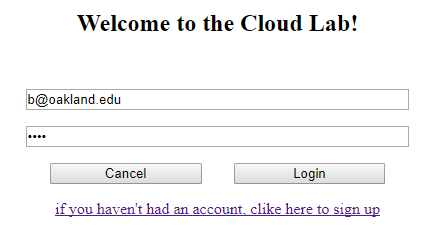 Welcome to the Cloud Lab!
b@oakland.edu
••••
Cancel Login
if you haven't had an account, clike here to sign up